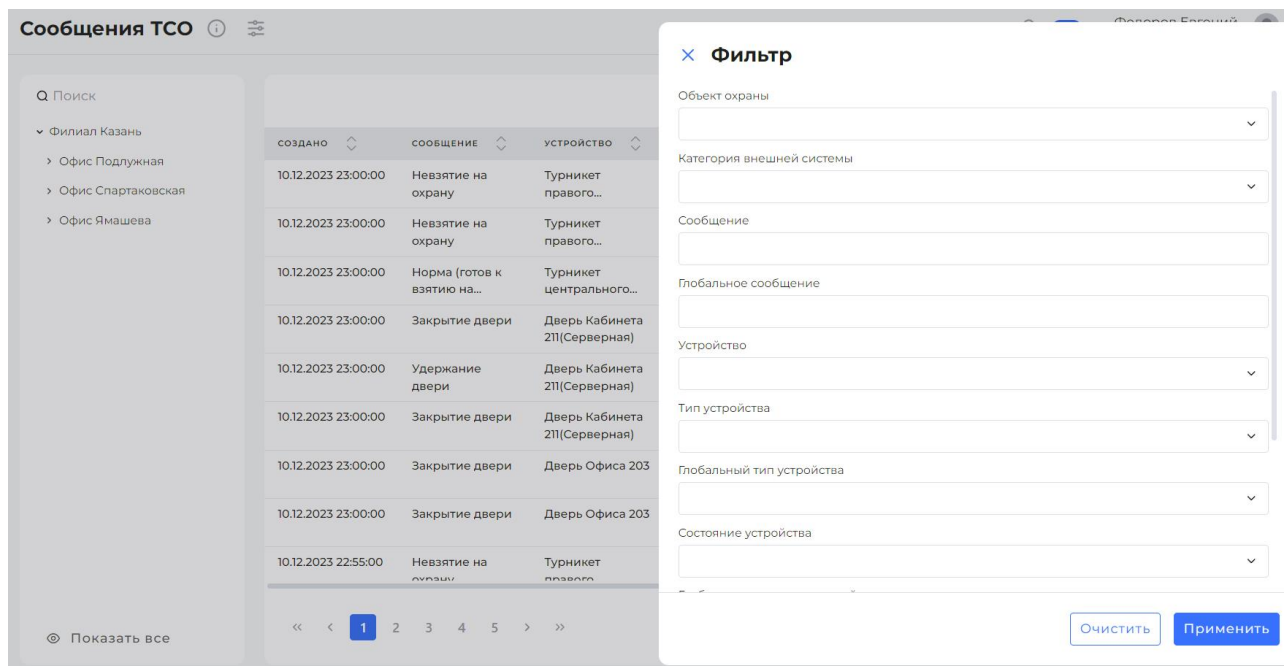 Сообщения ТСО
Фильтр
Поиск
Филиал Казань
Офис Подлужная
Офис Спартаковская
Офис Ямашева
Показать все
СОЗДАНО СООБЩЕНИЕ УСТРОЙСТВО
10.12.2023 23:00:00 Невзятие на Турникет
охрану правого...
10.12.2023 23:00:00 Невзятие на Турникет
охрану правого...
10.12.2023 23:00:00 Норма (готов к Турникет
взятию на... центрального...
10.12.2023 23:00:00 Закрытие двери Дверь Кабинета
211(Серверная)
10.12.2023 23:00:00 Удержание Дверь Кабинета
двери 211(Серверная)
10.12.2023 23:00:00 Закрытие двери Дверь Кабинета
211(Серверная)
10.12.2023 23:00:00 Закрытие двери Дверь Офиса 203
10.12.2023 23:00:00 Закрытие двери Дверь Офиса 203
10.12.2023 22:55:00 Невзятие на Турникет
охрану правого
1 2 3 4 5
Объект охраны
Категория внешней системы
Сообщение
Глобальное сообщение
Устройство
Тип устройства
Глобальный тип устройства
Состояние устройства
Очистить Применить